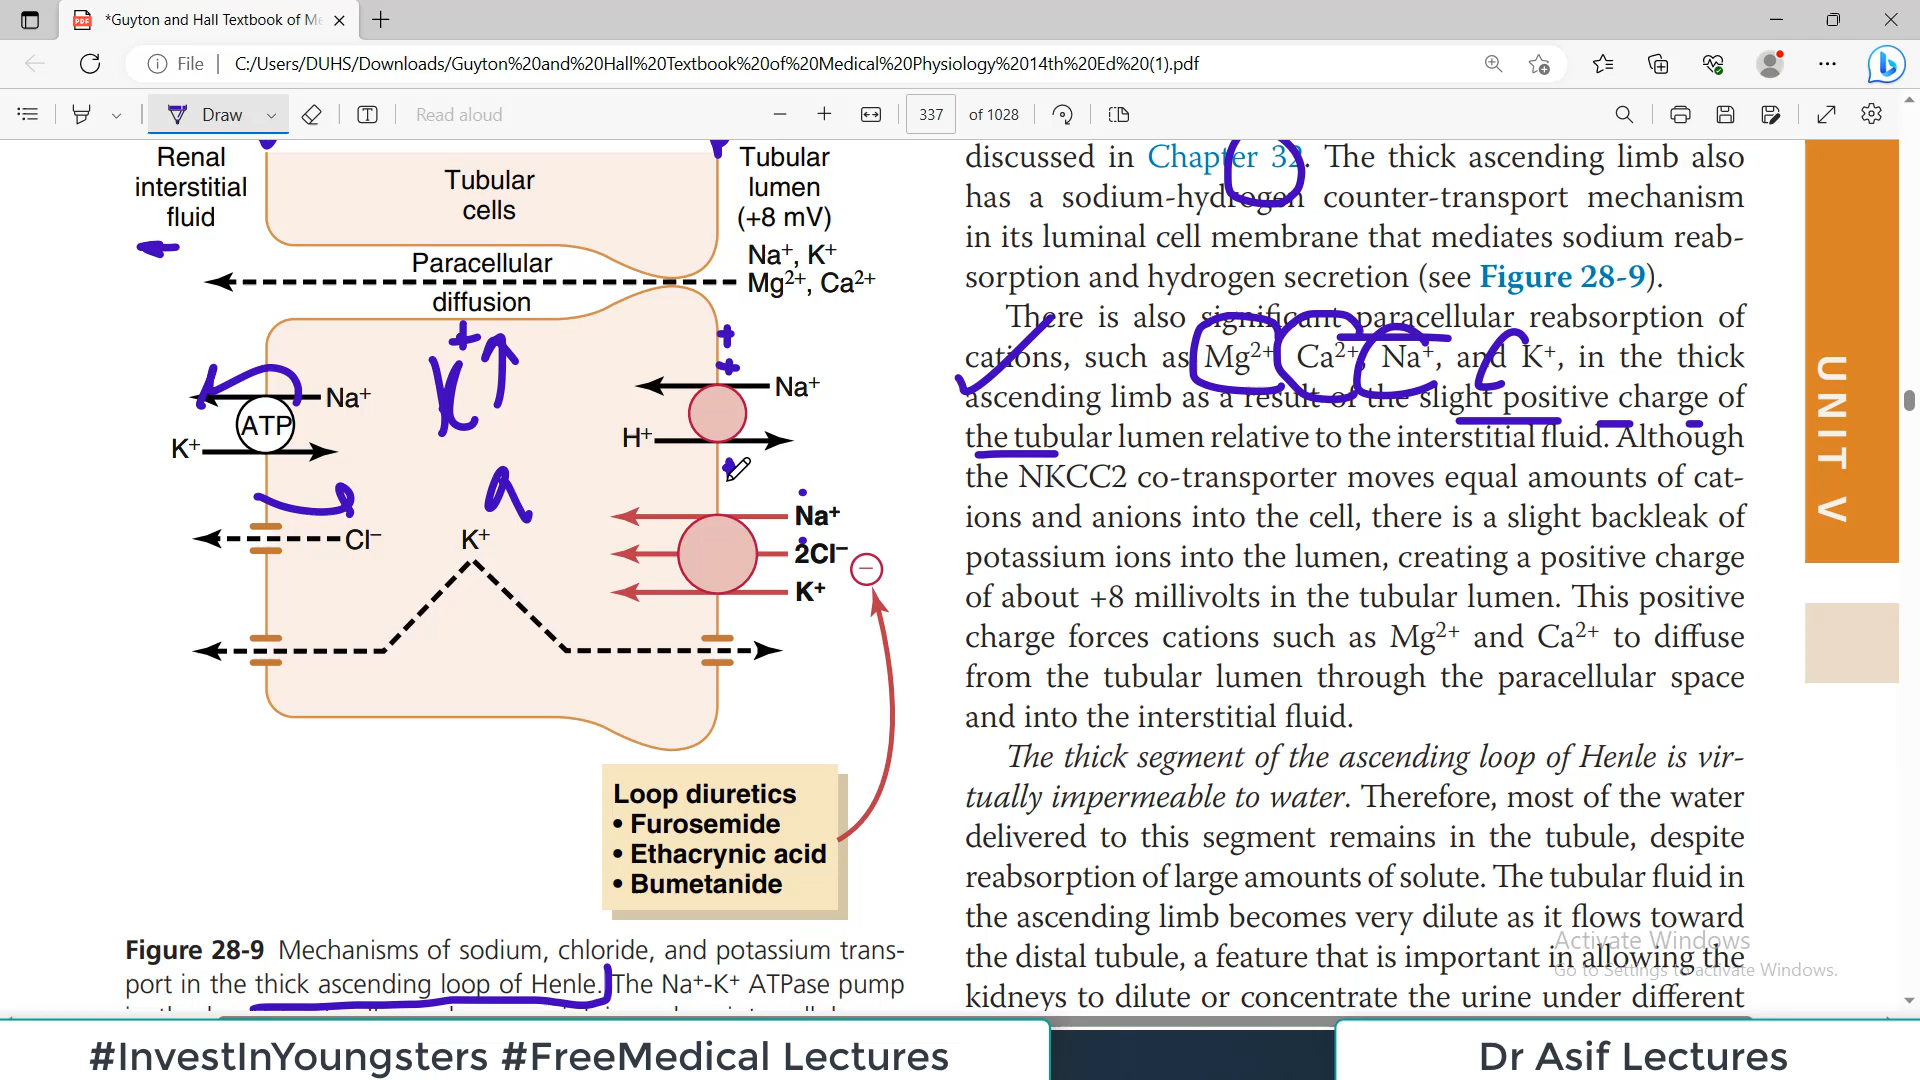 *Guyton and Hall Textbook of Me
File
C:/Users/DUHS/Downloads/Guyton%20and%20Hall%20Textbook%20of%20Medical%20Physiology%2014th%20Ed%20(1).pdf
Draw
Read aloud
337
of 1028
Renal
interstitial
fluid
Tubular
cells
Tubular
lumen
(+8 mV)
Na⁺, K⁺
Mg²⁺, Ca²⁺
Paracellular
diffusion
Na⁺
ATP
K⁺
K⁺
Na⁺
H⁺
Cl⁻
K⁺
Na⁺
2Cl⁻
K⁺
−
Loop diuretics
• Furosemide
• Ethacrynic acid
• Bumetanide
Figure 28-9 Mechanisms of sodium, chloride, and potassium trans-
port in the thick ascending loop of Henle. The Na⁺-K⁺ ATPase pump
discussed in Chapter 32. The thick ascending limb also
has a sodium-hydrogen counter-transport mechanism
in its luminal cell membrane that mediates sodium reab-
sorption and hydrogen secretion (see Figure 28-9).
There is also significant paracellular reabsorption of
cations, such as Mg²⁺, Ca²⁺, Na⁺, and K⁺, in the thick
ascending limb as a result of the slight positive charge of
the tubular lumen relative to the interstitial fluid. Although
the NKCC2 co-transporter moves equal amounts of cat-
ions and anions into the cell, there is a slight backleak of
potassium ions into the lumen, creating a positive charge
of about +8 millivolts in the tubular lumen. This positive
charge forces cations such as Mg²⁺ and Ca²⁺ to diffuse
from the tubular lumen through the paracellular space
and into the interstitial fluid.
The thick segment of the ascending loop of Henle is vir-
tually impermeable to water. Therefore, most of the water
delivered to this segment remains in the tubule, despite
reabsorption of large amounts of solute. The tubular fluid in
the ascending limb becomes very dilute as it flows toward
the distal tubule, a feature that is important in allowing the
kidneys to dilute or concentrate the urine under different
UNIT V
Activate Windows
Go to Settings to activate Windows.
#InvestInYoungsters #FreeMedical Lectures
Dr Asif Lectures